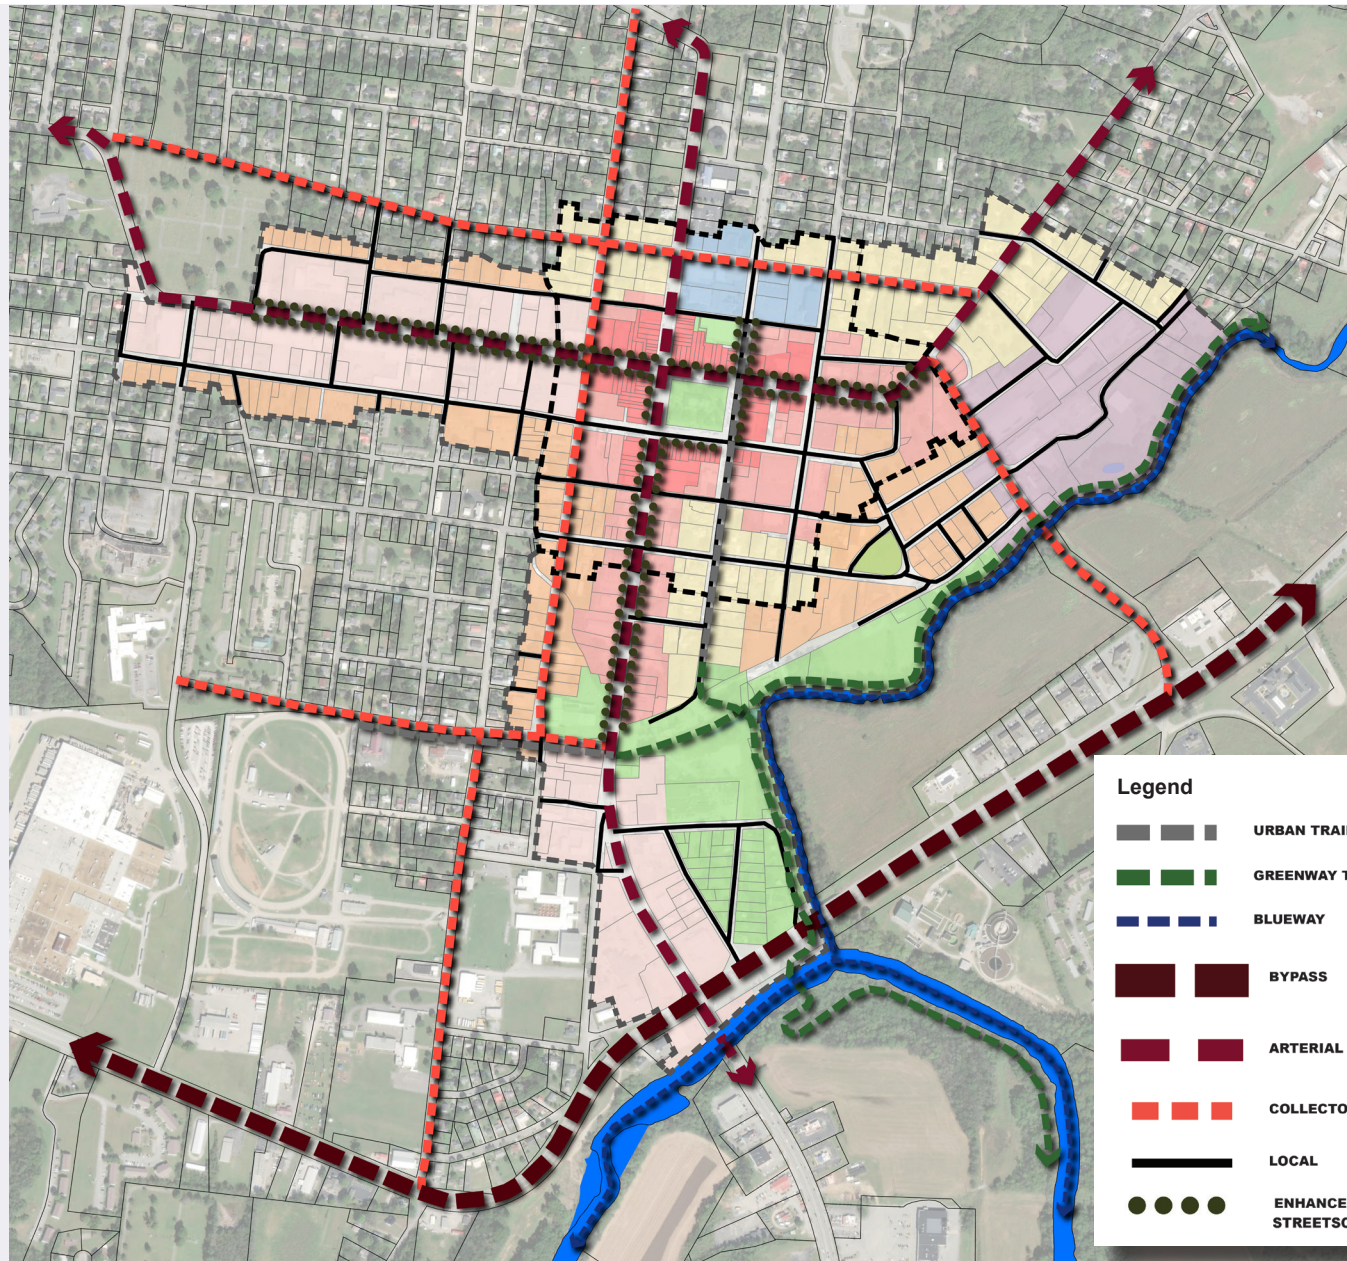 Legend
URBAN TRAI
GREENWAY T
BLUEWAY
BYPASS
ARTERIAL
COLLECTO
LOCAL
ENHANCE
STREETSC